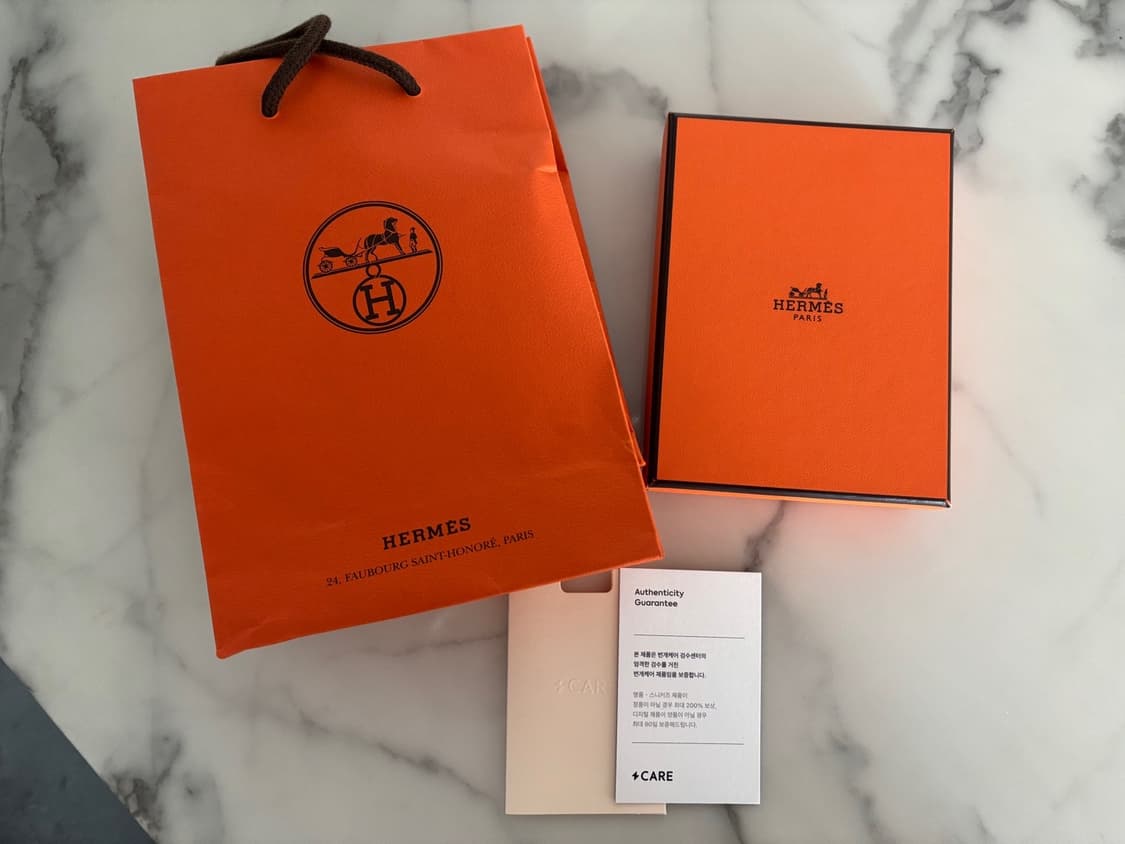 H
HERMÈS
24, FAUBOURG SAINT-HONORÉ, PARIS
HERMÈS
PARIS
CAR
Authenticity
Guarantee
본 제품은 번개케어 검수센터의
엄격한 검수를 거친
번개케어 제품임을 보증합니다.
명품・스니커즈 제품이
정품이 아닐 경우 최대 200% 보상,
디지털 제품이 양품이 아닐 경우
최대 90일 보증해드립니다.
CARE